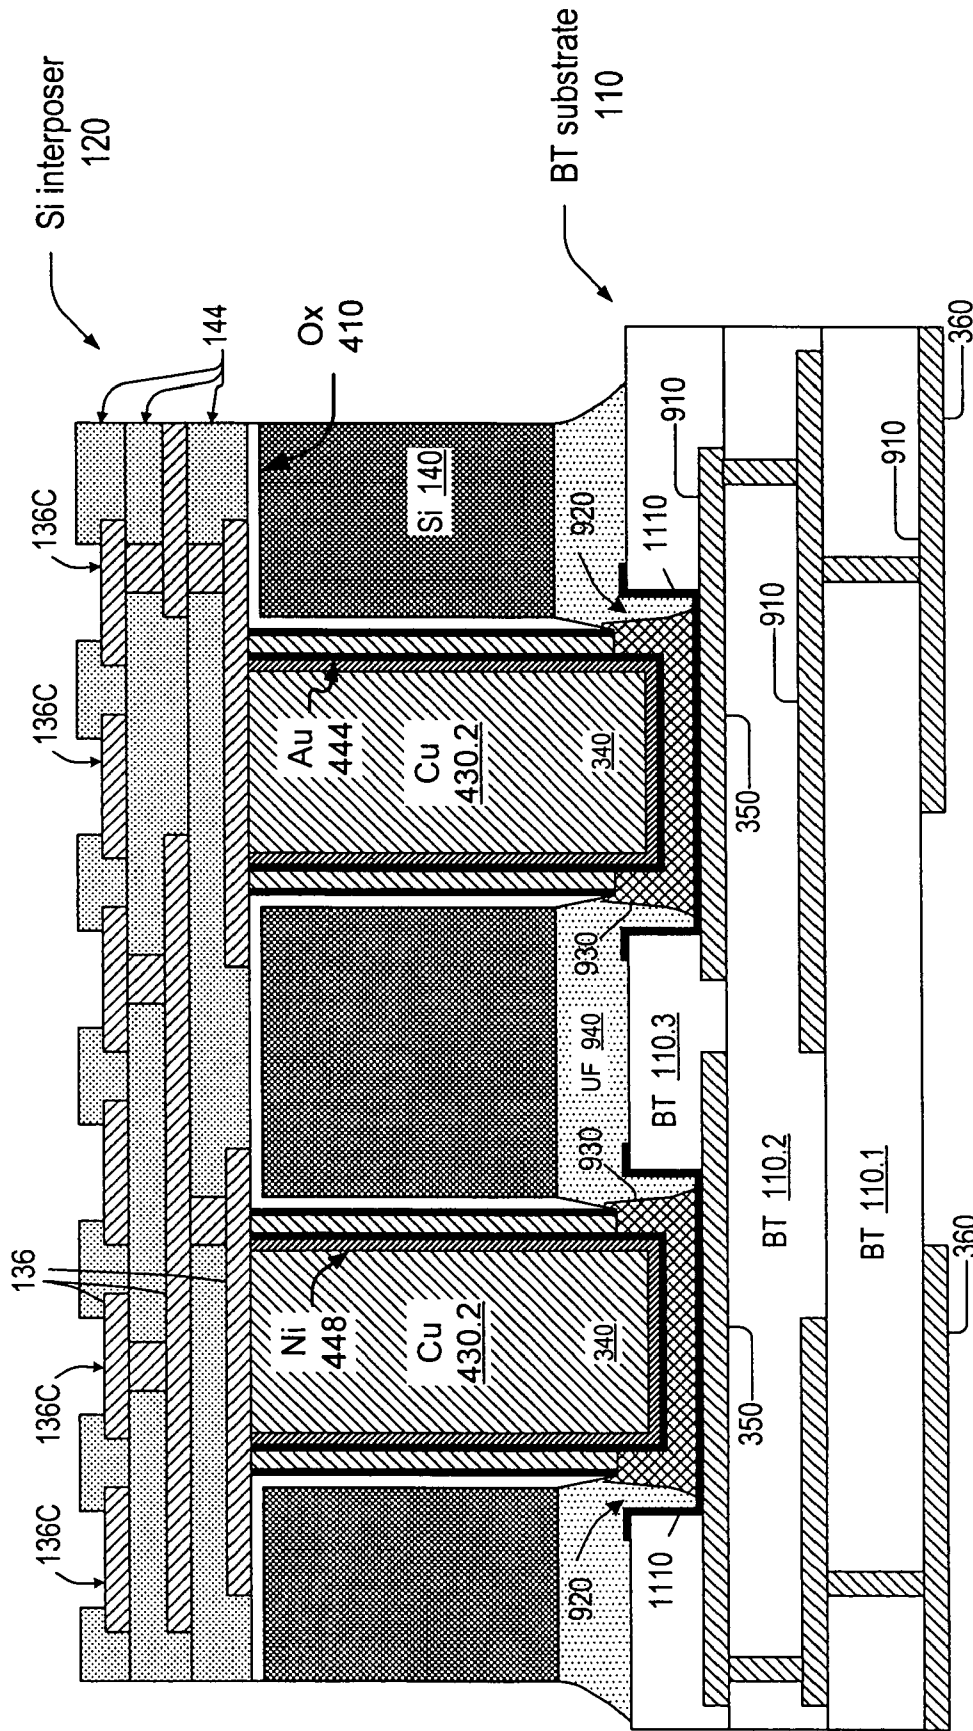 Si interposer
120
BT substrate
110
144
Ox
410
136C
136C
136
136C
136C
Si 140
920
1110
910
910
910
360
Au
444
Cu
430.2
340
350
930
UF 940
BT 110.3
930
Ni
448
Cu
430.2
340
350
BT 110.2
BT 110.1
360
920
1110